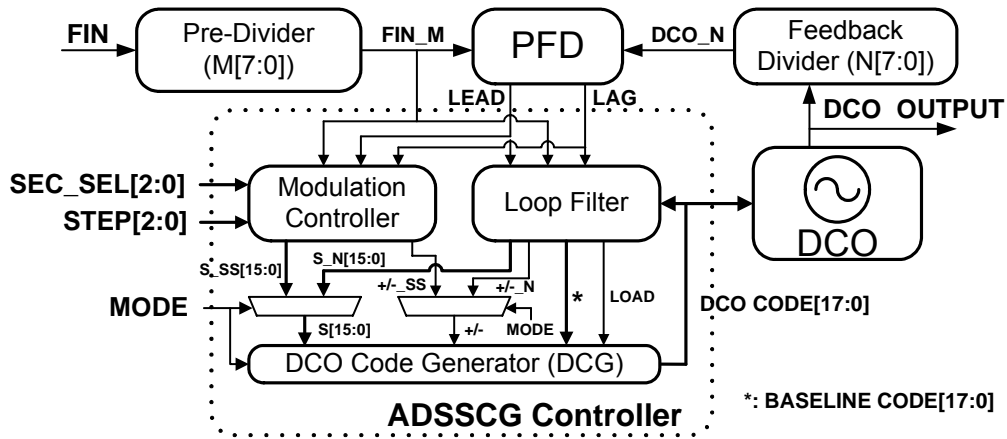 FIN
Pre-Divider
(M[7:0])
FIN_M
PFD
DCO_N
Feedback
Divider (N[7:0])
LEAD
LAG
DCO OUTPUT
SEC_SEL[2:0]
STEP[2:0]
Modulation
Controller
Loop Filter
DCO
S_SS[15:0]
S_N[15:0]
+/-_SS
+/-_N
*
LOAD
DCO CODE[17:0]
MODE
S[15:0]
+/-
MODE
DCO Code Generator (DCG)
ADSSCG Controller
*: BASELINE CODE[17:0]